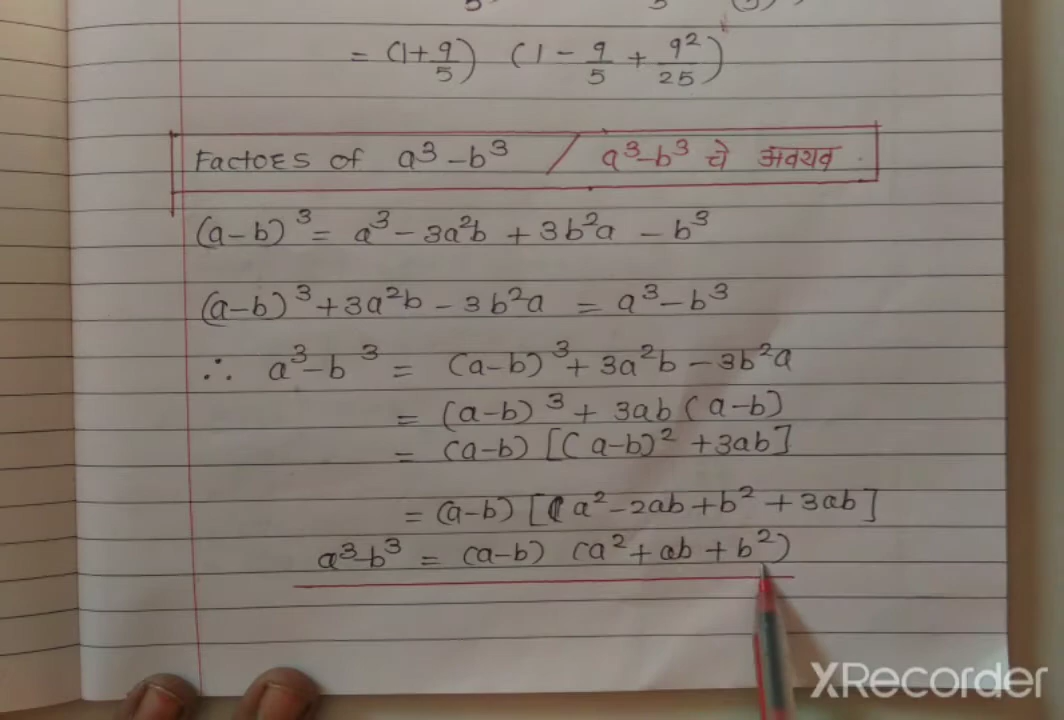 = (1+9/5) (1 - 9/5 + 9²/25)
Factoes of a³-b³ / a³-b³ चे अवयव
(a-b)³ = a³ - 3a²b + 3b²a - b³
(a-b)³ + 3a²b - 3b²a = a³-b³
∴ a³-b³ = (a-b)³ + 3a²b - 3b²a
= (a-b)³ + 3ab (a-b)
= (a-b) [(a-b)² + 3ab]
= (a-b) [( a² - 2ab + b² + 3ab]
a³-b³ = (a-b) (a² + ab + b²)
XRecorder